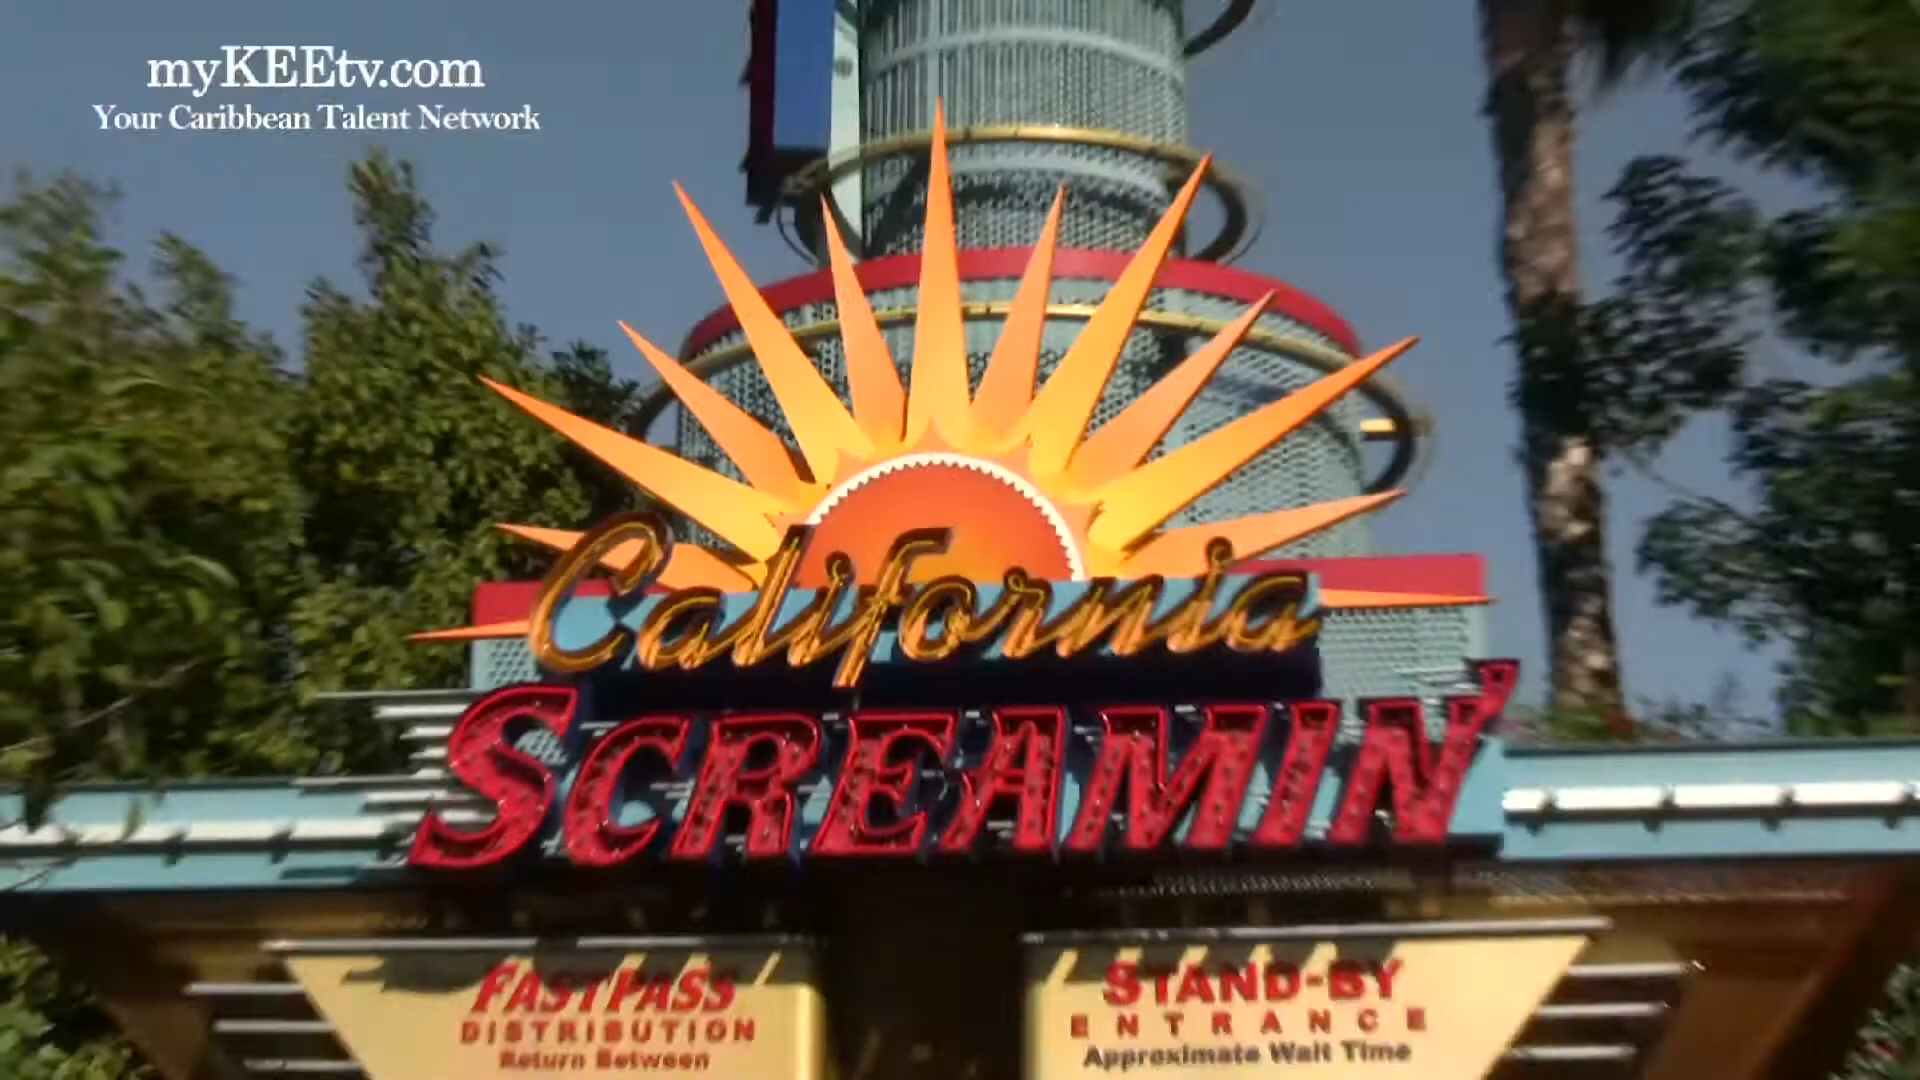 myKEEtv.com
Your Caribbean Talent Network
California
SCREAMIN'
FASTPASS
DISTRIBUTION
Return Between
STAND-BY
ENTRANCE
Approximate Wait Time